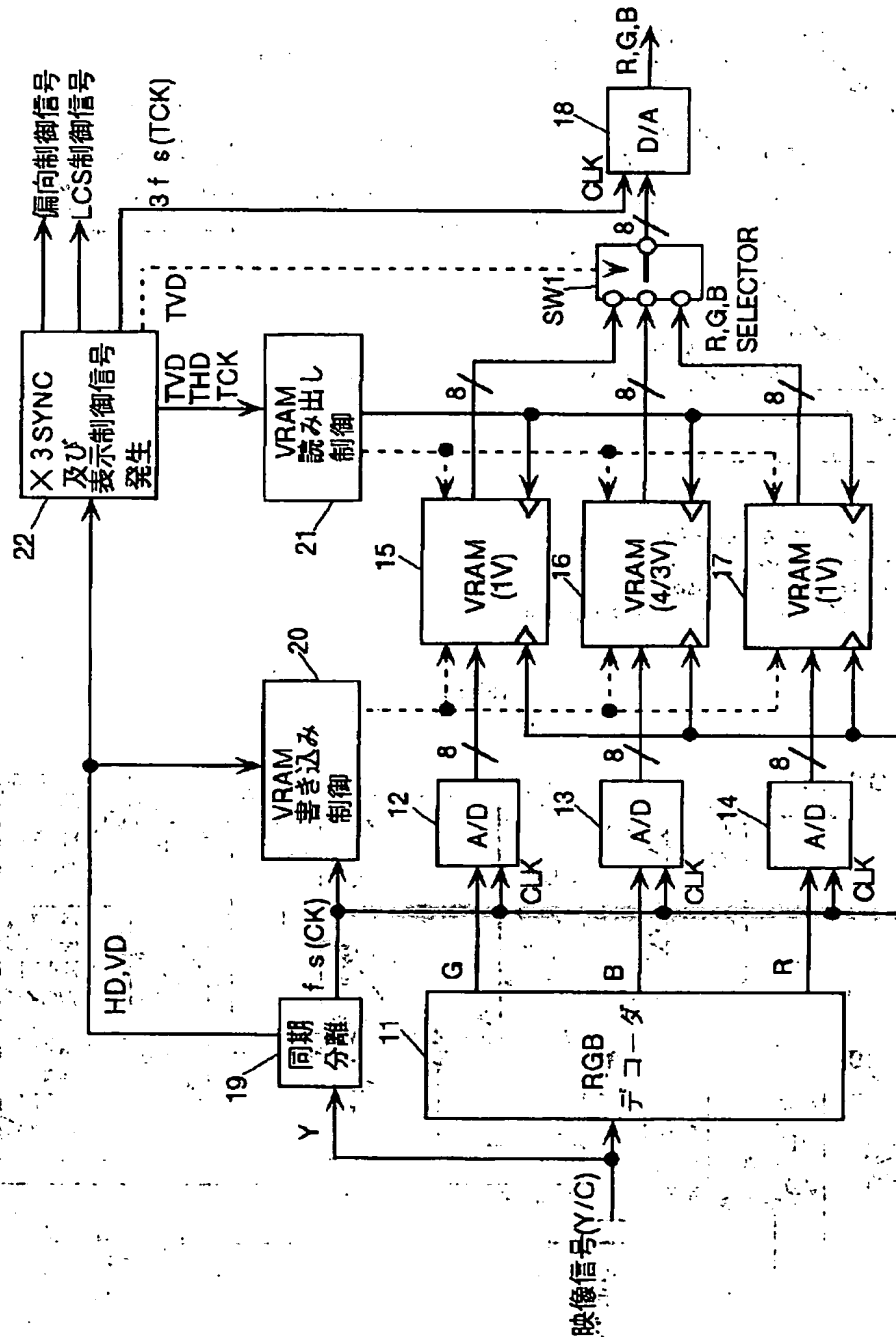 偏向制御信号
LCS制御信号
3 f s (TCK)
22
×3SYNC
及び
表示制御信号
発生
TVD
TVD
THD
TCK
HD,VD
18
CLK
D/A
R,G,B
8
SW1
R,G,B
SELECTOR
21
VRAM
読み出し
制御
20
VRAM
書き込み
制御
19
同期
分離
f_s(CK)
Y
15
VRAM
(1V)
8
16
VRAM
(4/3V)
8
17
VRAM
(1V)
8
12
A/D
CLK
8
13
A/D
CLK
8
14
A/D
CLK
8
11
RGB
デコーダ
G
B
R
映像信号(Y/C)